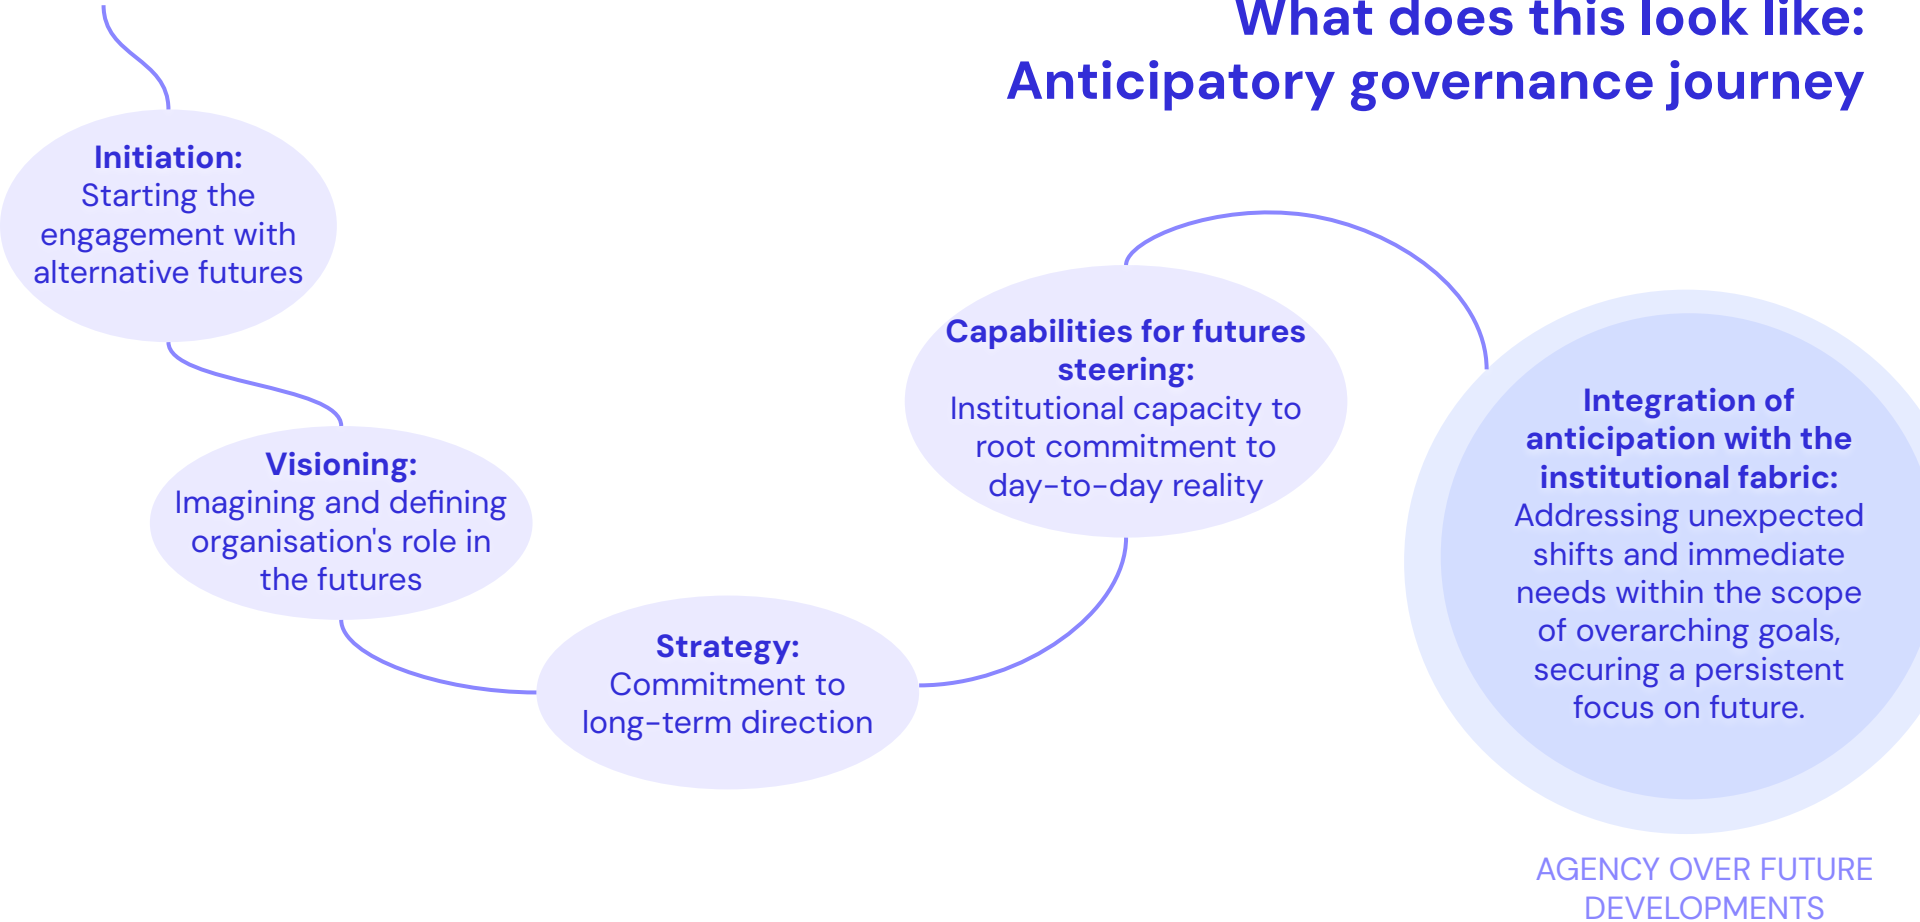 What does this look like:
Anticipatory governance journey
Initiation:
Starting the
engagement with
alternative futures
Visioning:
Imagining and defining
organisation's role in
the futures
Strategy:
Commitment to
long-term direction
Capabilities for futures
steering:
Institutional capacity to
root commitment to
day-to-day reality
Integration of
anticipation with the
institutional fabric:
Addressing unexpected
shifts and immediate
needs within the scope
of overarching goals,
securing a persistent
focus on future.
AGENCY OVER FUTURE
DEVELOPMENTS